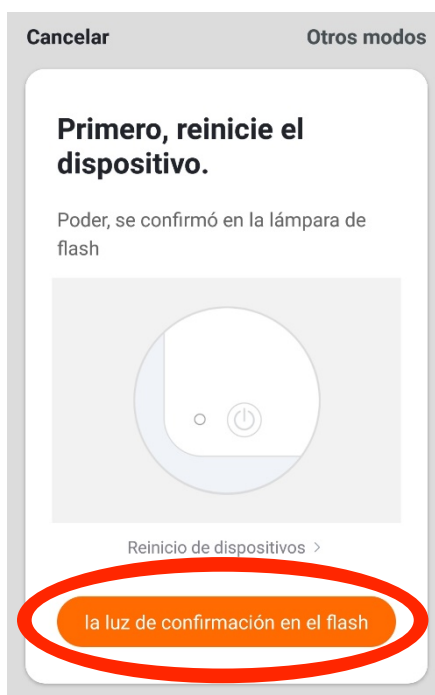 Cancelar
Otros modos
Primero, reinicie el
dispositivo.
Poder, se confirmó en la lámpara de
flash
Reinicio de dispositivos >
la luz de confirmación en el flash